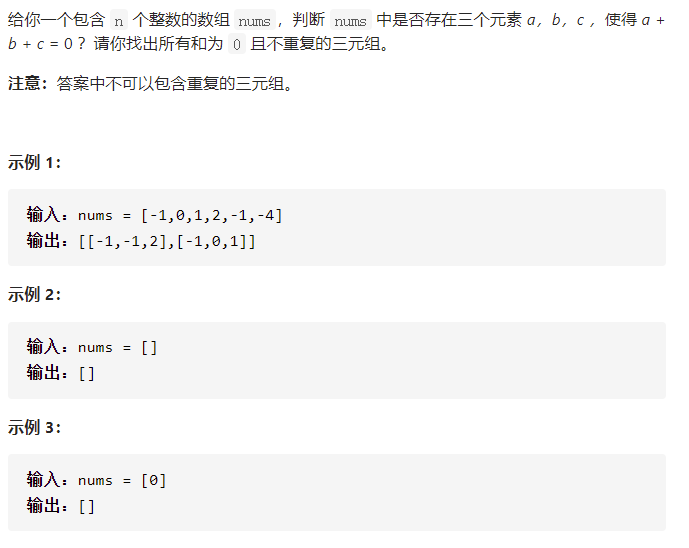 给你一个包含 n 个整数的数组 nums，判断 nums 中是否存在三个元素 a，b，c ，使得 a +
b + c = 0 ？请你找出所有和为 0 且不重复的三元组。
注意：答案中不可以包含重复的三元组。
示例 1：
输入：nums = [-1,0,1,2,-1,-4]
输出：[[-1,-1,2],[-1,0,1]]
示例 2：
输入：nums = []
输出：[]
示例 3：
输入：nums = [0]
输出：[]